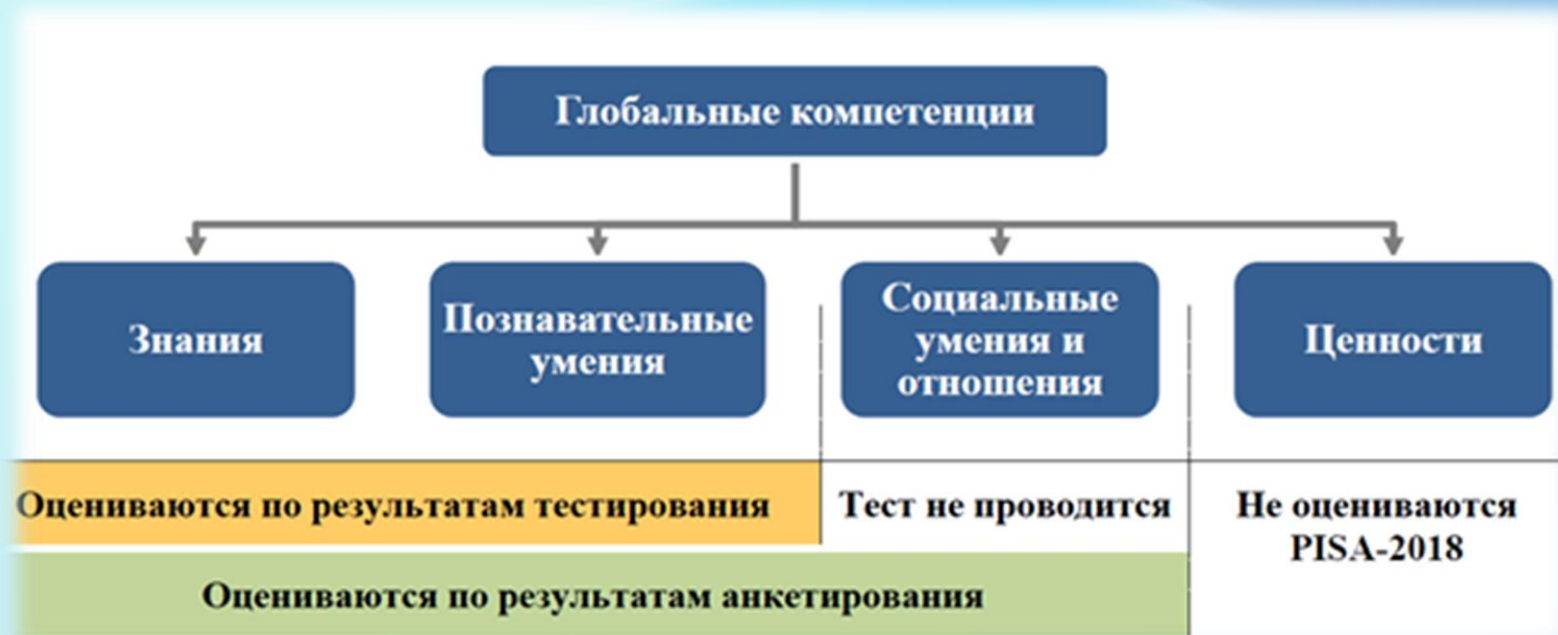 Глобальные компетенции
Знания
Познавательные
умения
Социальные
умения и
отношения
Ценности
Оцениваются по результатам тестирования
Тест не проводится
Не оцениваются
PISA-2018
Оцениваются по результатам анкетирования